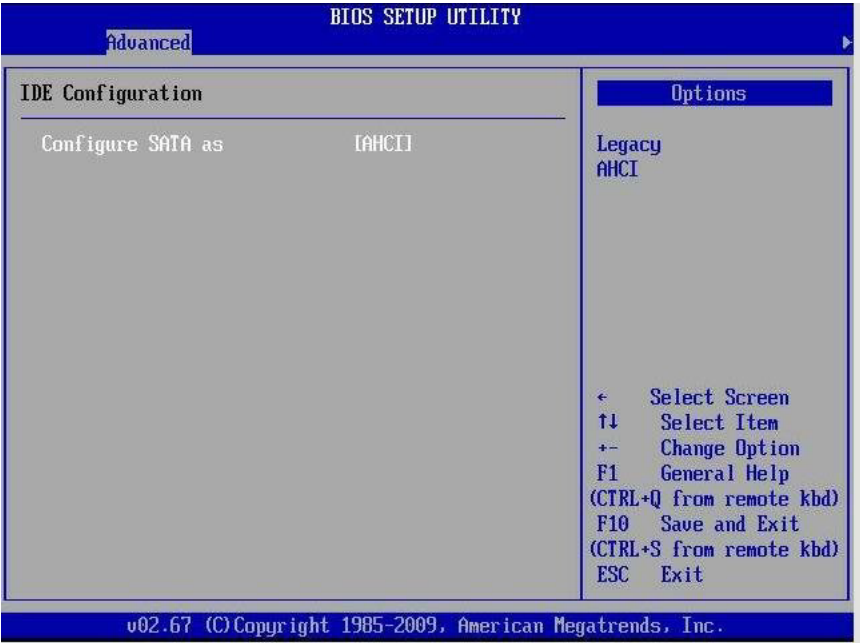 BIOS SETUP UTILITY
Advanced
IDE Configuration
Configure SATA as [AHCI]
Options
Legacy
AHCI
← Select Screen
↑↓ Select Item
+- Change Option
F1 General Help
(CTRL+Q from remote kbd)
F10 Save and Exit
(CTRL+S from remote kbd)
ESC Exit
v02.67 (C)Copyright 1985-2009, American Megatrends, Inc.